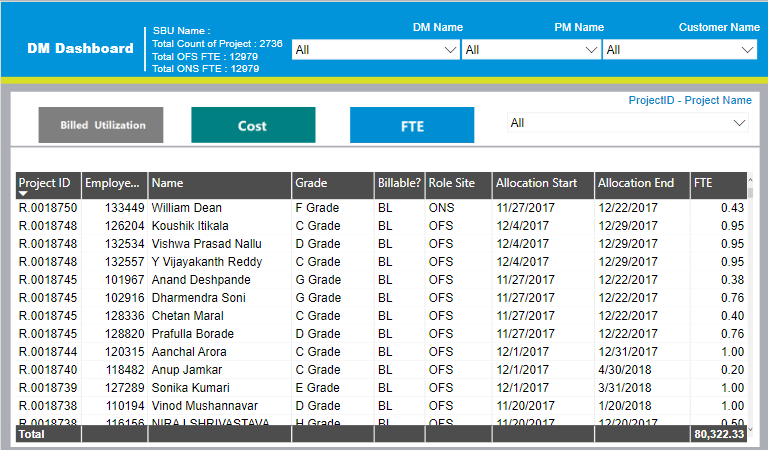 DM Dashboard
SBU Name :
Total Count of Project : 2736
Total OFS FTE : 12979
Total ONS FTE : 12979
DM Name PM Name Customer Name
All All All
ProjectID - Project Name
Billed Utilization Cost FTE All
Project ID Employe... Name Grade Billable? Role Site Allocation Start Allocation End FTE
R.0018750 133449 William Dean F Grade BL ONS 11/27/2017 12/22/2017 0.43
R.0018748 126204 Koushik Itikala C Grade BL OFS 12/4/2017 12/29/2017 0.95
R.0018748 132534 Vishwa Prasad Nallu D Grade BL OFS 12/4/2017 12/29/2017 0.95
R.0018748 132557 Y Vijayakanth Reddy C Grade BL OFS 12/4/2017 12/29/2017 0.95
R.0018745 101967 Anand Deshpande G Grade BL OFS 11/27/2017 12/22/2017 0.38
R.0018745 102916 Dharmendra Soni G Grade BL OFS 11/27/2017 12/22/2017 0.76
R.0018745 128336 Chetan Maral C Grade BL OFS 11/27/2017 12/22/2017 0.40
R.0018745 128820 Prafulla Borade D Grade BL OFS 11/27/2017 12/22/2017 0.76
R.0018744 120315 Aanchal Arora C Grade BL OFS 12/1/2017 12/31/2017 1.00
R.0018740 118482 Anup Jamkar C Grade BL OFS 12/1/2017 4/30/2018 0.20
R.0018739 127289 Sonika Kumari E Grade BL OFS 12/1/2017 3/31/2018 1.00
R.0018738 110194 Vinod Mushannavar D Grade BL OFS 11/20/2017 1/20/2018 1.00
R.0018738 116156 NIRAJ SHRIVASTAVA H Grade BL OFS 11/20/2017 12/20/2017 0.50
Total 80,322.33